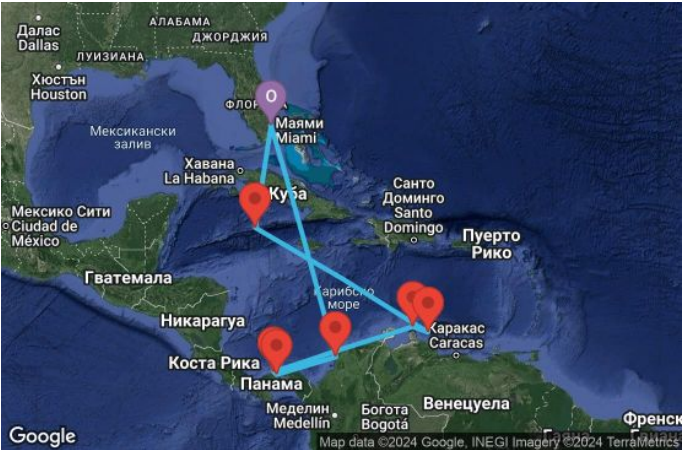 Далас
Dallas
АЛАБАМА
ДЖОРДЖИЯ
ЛУИЗИАНА
Хюстън
Houston
O
ФЛО
Маями
Miami
Мексикански
залив
Хавана
La Habana
Куба
Санто
Доминго
Santo
Domingo
Мексико Сити
Ciudad de
México
Пуерто
Рико
Гватемала
Карибско
море
Никарагуа
Каракас
Caracas
Коста Рика
Панама
Меделин
Medellín
Богота
Bogotá
Венецуела
Френск
Google
Map data ©2024 Google, INEGI Imagery ©2024 TerraMetrics